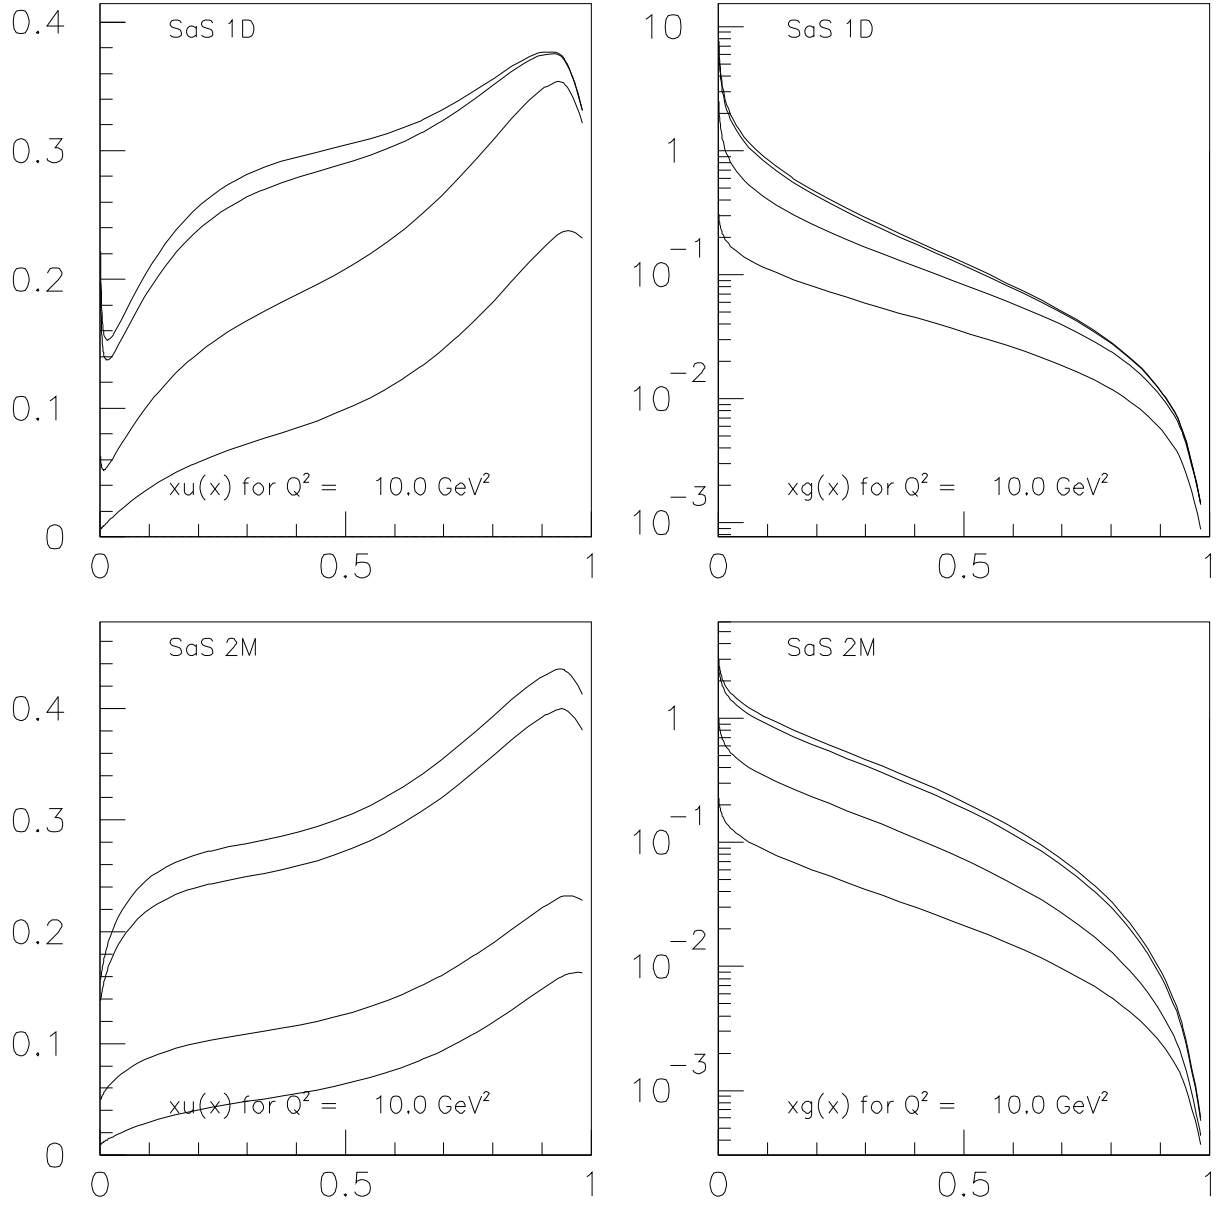 SaS 1D
0.4
0.3
0.2
0.1
0
xu(x) for Q² = 10.0 GeV²
0 0.5 1
SaS 1D
10
1
10⁻¹
10⁻²
10⁻³
xg(x) for Q² = 10.0 GeV²
0 0.5 1
SaS 2M
0.4
0.3
0.2
0.1
0
xu(x) for Q² = 10.0 GeV²
0 0.5 1
SaS 2M
1
10⁻¹
10⁻²
10⁻³
xg(x) for Q² = 10.0 GeV²
0 0.5 1